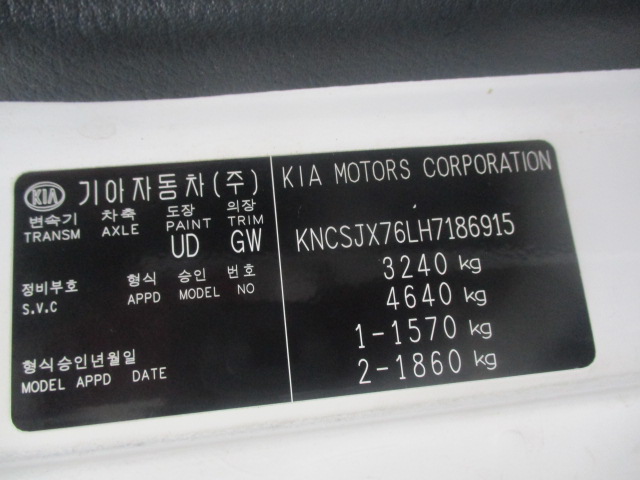 KIA 기아자동차(주)
변속기 차축 도장 의장
TRANSM AXLE PAINT TRIM
UD GW
정비부호 형식 승인 번호
S.V.C APPD MODEL NO
형식승인년월일
MODEL APPD DATE
KIA MOTORS CORPORATION
KNCSJX76LH7186915
3240 kg
4640 kg
1-1570 kg
2-1860 kg